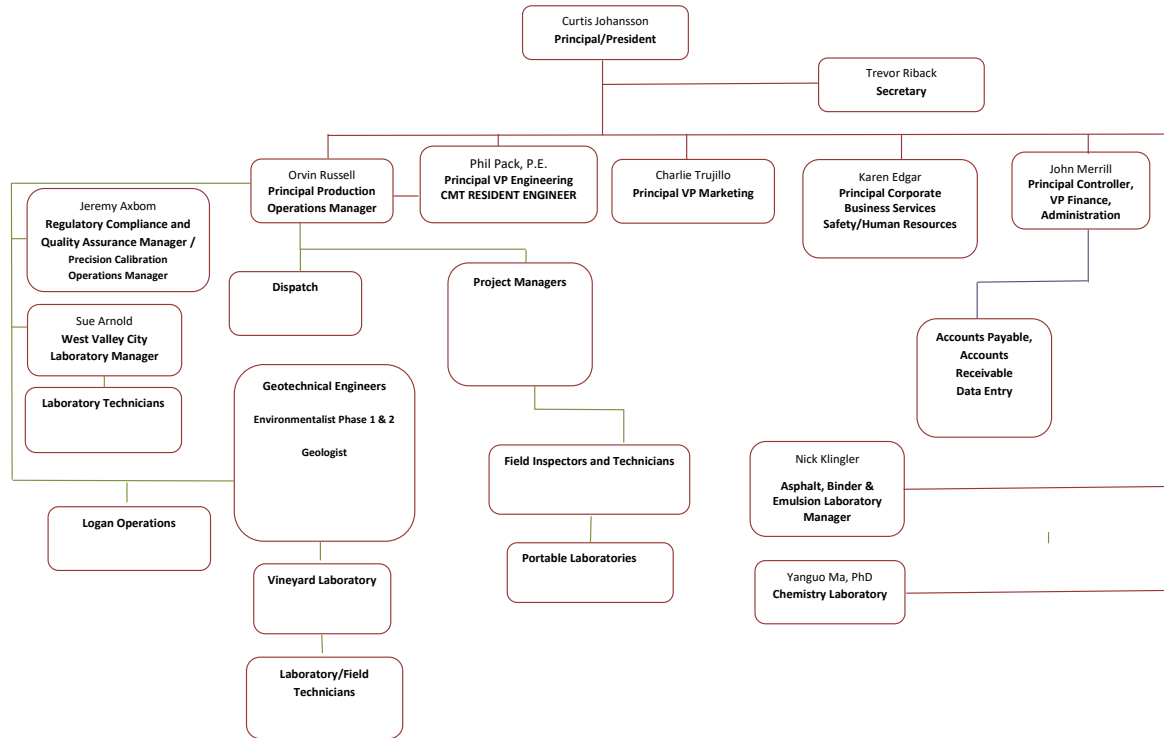 Curtis Johansson
Principal/President
Trevor Riback
Secretary
Orvin Russell
Principal Production
Operations Manager
Phil Pack, P.E.
Principal VP Engineering
CMT RESIDENT ENGINEER
Charlie Trujillo
Principal VP Marketing
Karen Edgar
Principal Corporate
Business Services
Safety/Human Resources
John Merrill
Principal Controller,
VP Finance,
Administration
Jeremy Axbom
Regulatory Compliance and
Quality Assurance Manager /
Precision Calibration
Operations Manager
Dispatch
Project Managers
Sue Arnold
West Valley City
Laboratory Manager
Accounts Payable,
Accounts
Receivable
Data Entry
Laboratory Technicians
Geotechnical Engineers
Environmentalist Phase 1 & 2
Geologist
Field Inspectors and Technicians
Nick Klingler
Asphalt, Binder &
Emulsion Laboratory
Manager
Logan Operations
Portable Laboratories
Vineyard Laboratory
Yanguo Ma, PhD
Chemistry Laboratory
Laboratory/Field
Technicians